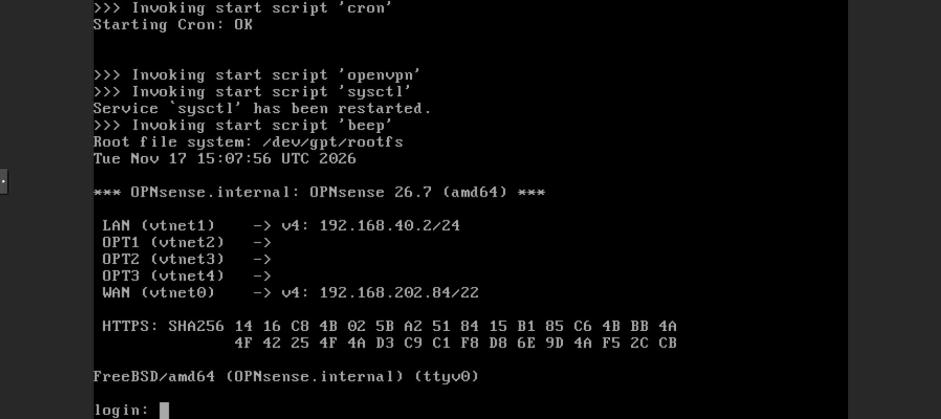 >>> Invoking start script 'cron'
Starting Cron: OK
>>> Invoking start script 'openvpn'
>>> Invoking start script 'sysctl'
Service `sysctl' has been restarted.
>>> Invoking start script 'beep'
Root file system: /dev/gpt/rootfs
Tue Nov 17 15:07:56 UTC 2026
*** OPNsense.internal: OPNsense 26.7 (amd64) ***
LAN (vtnet1) -> v4: 192.168.40.2/24
OPT1 (vtnet2) ->
OPT2 (vtnet3) ->
OPT3 (vtnet4) ->
WAN (vtnet0) -> v4: 192.168.202.84/22
HTTPS: SHA256 14 16 C8 4B 02 5B A2 51 84 15 B1 85 C6 4B BB 4A
4F 42 25 4F 4A D3 C9 C1 F8 D8 6E 9D 4A F5 2C CB
FreeBSD/amd64 (OPNsense.internal) (ttyv0)
login: